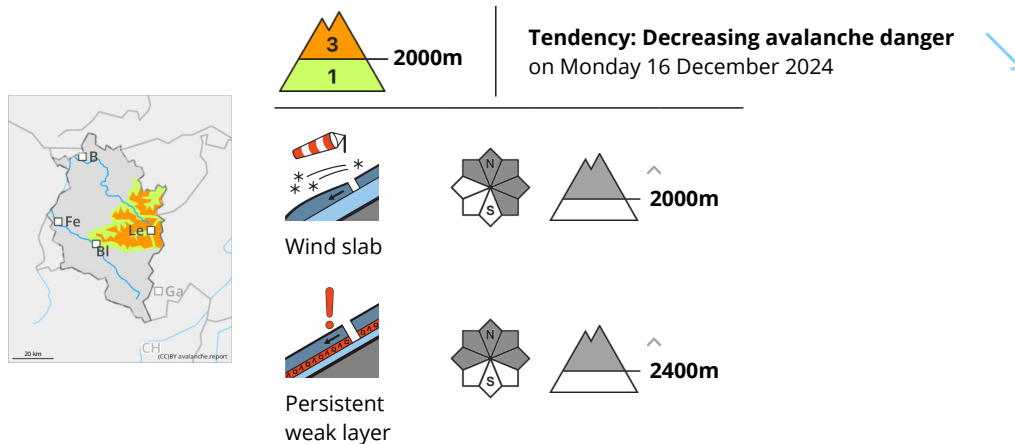 3
1
2000m
Tendency: Decreasing avalanche danger
on Monday 16 December 2024
B
Fe
Le
Bl
Ga
CH
20 km
(CC)BY avalanche.report
N
S
2000m
Wind slab
N
S
2400m
Persistent
weak layer